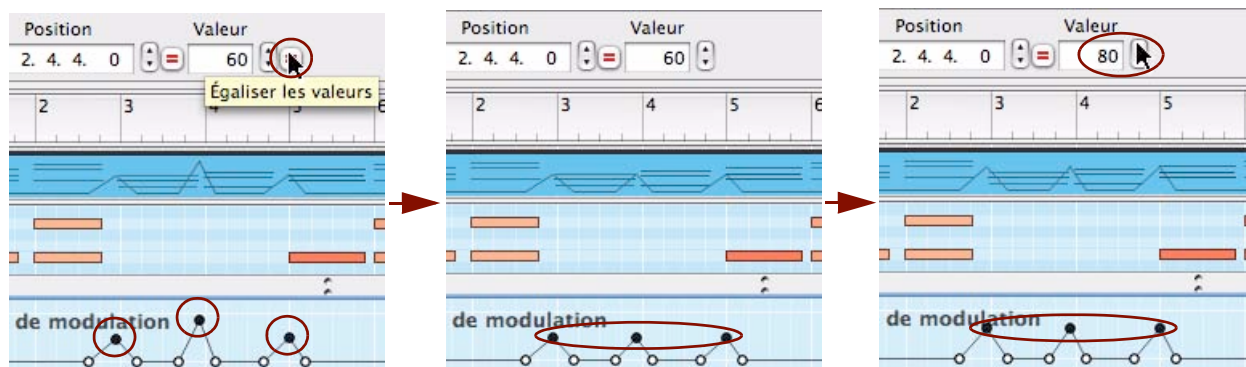 Position Valeur
2. 4. 4. 0 = 60 =
Égaliser les valeurs
2 3 4 5 6
de modulation
Position Valeur
2. 4. 4. 0 = 60
2 3 4 5 6
de modulation
Position Valeur
2. 4. 4. 0 = 80
2 3 4 5
de modulation